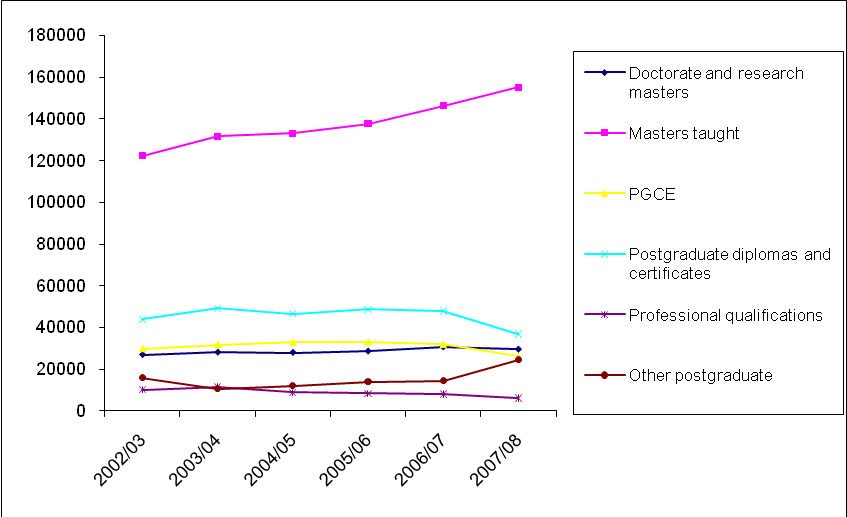 180000
160000
140000
120000
100000
80000
60000
40000
20000
0
2002/03
2003/04
2004/05
2005/06
2006/07
2007/08
Doctorate and research
masters
Masters taught
PGCE
Postgraduate diplomas and
certificates
Professional qualifications
Other postgraduate